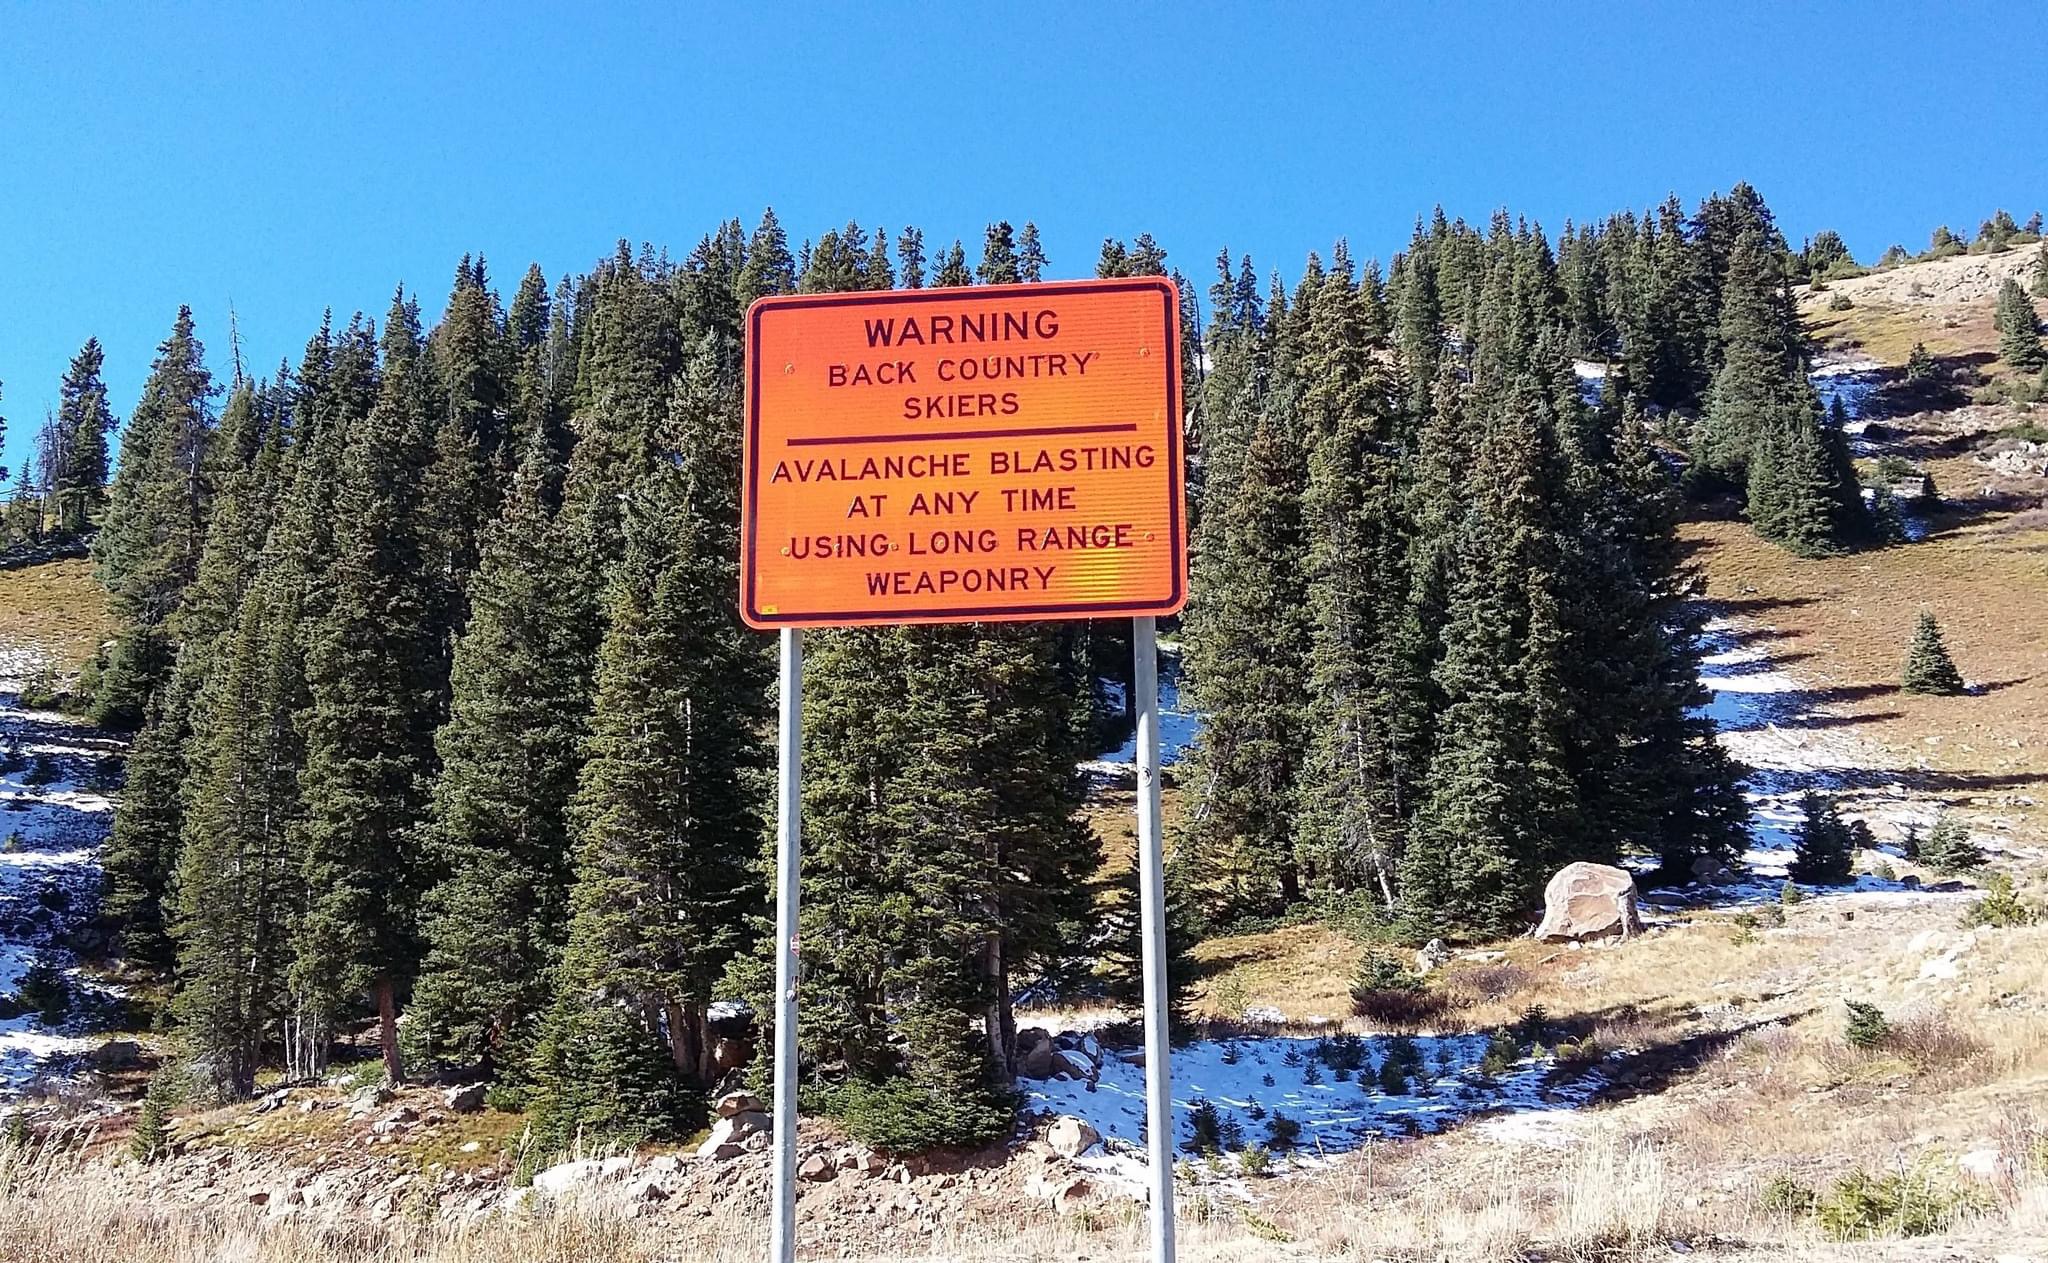 WARNING
BACK COUNTRY
SKIERS
AVALANCHE BLASTING
AT ANY TIME
USING LONG RANGE
WEAPONRY